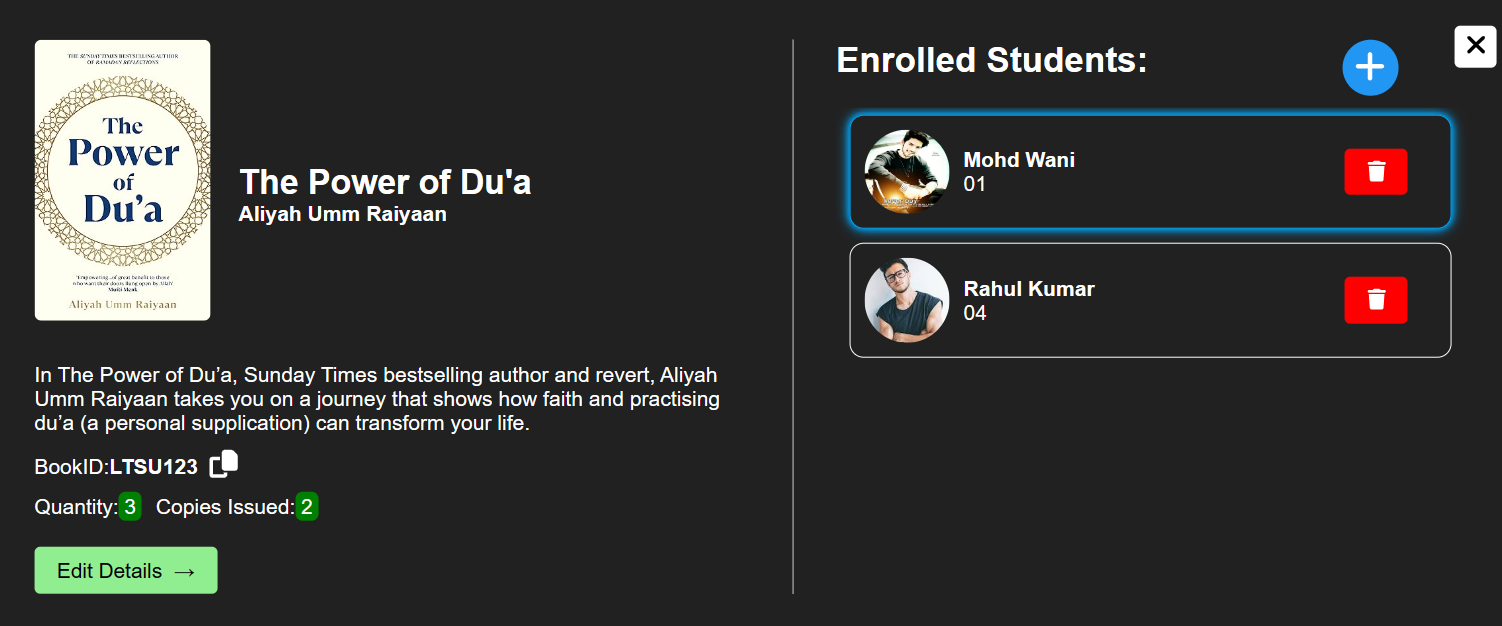 THE SUNDAY TIMES BESTSELLING AUTHOR
OF RAMADAN REFLECTIONS
The
Power
of
Du’a
'Empowering...of great benefit to those
who want their duas being open by Allah'
Mufti Menk
Aliyah Umm Raiyaan
The Power of Du'a
Aliyah Umm Raiyaan
In The Power of Du’a, Sunday Times bestselling author and revert, Aliyah
Umm Raiyaan takes you on a journey that shows how faith and practising
du’a (a personal supplication) can transform your life.
BookID:LTSU123
Quantity:3 Copies Issued:2
Edit Details →
Enrolled Students:
Mohd Wani
01
Rahul Kumar
04